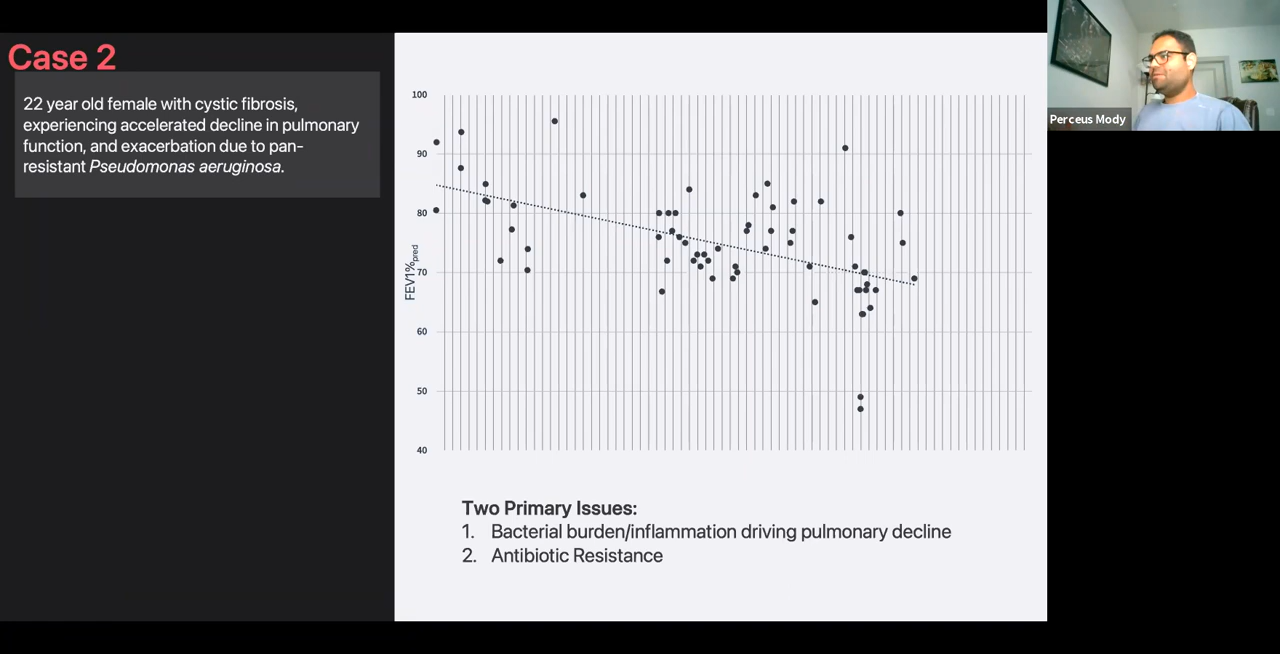 Case 2
22 year old female with cystic fibrosis,
experiencing accelerated decline in pulmonary
function, and exacerbation due to pan-
resistant Pseudomonas aeruginosa.
100
90
80
70
60
50
40
FEV1%pred
Two Primary Issues:
1. Bacterial burden/inflammation driving pulmonary decline
2. Antibiotic Resistance
Perceus Mody